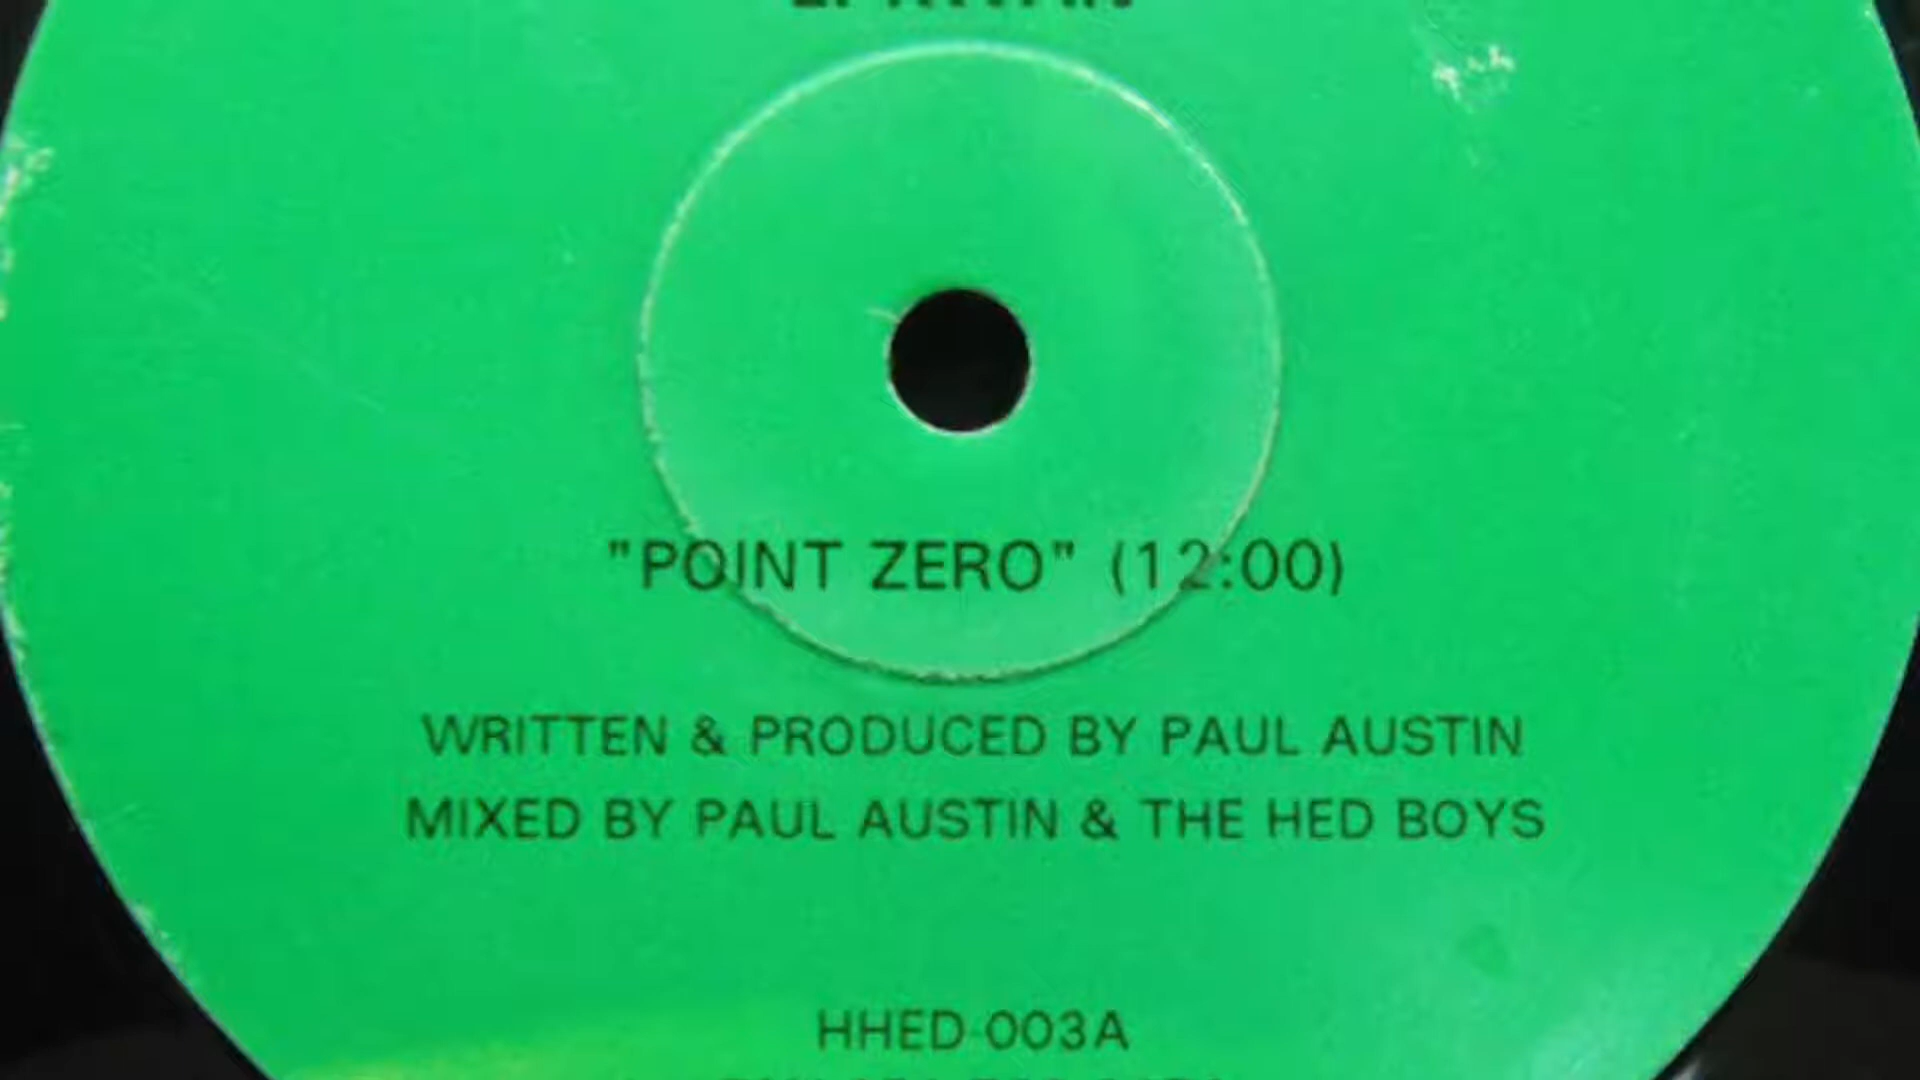 "POINT ZERO" (12:00)
WRITTEN & PRODUCED BY PAUL AUSTIN
MIXED BY PAUL AUSTIN & THE HED BOYS
HHED-003A